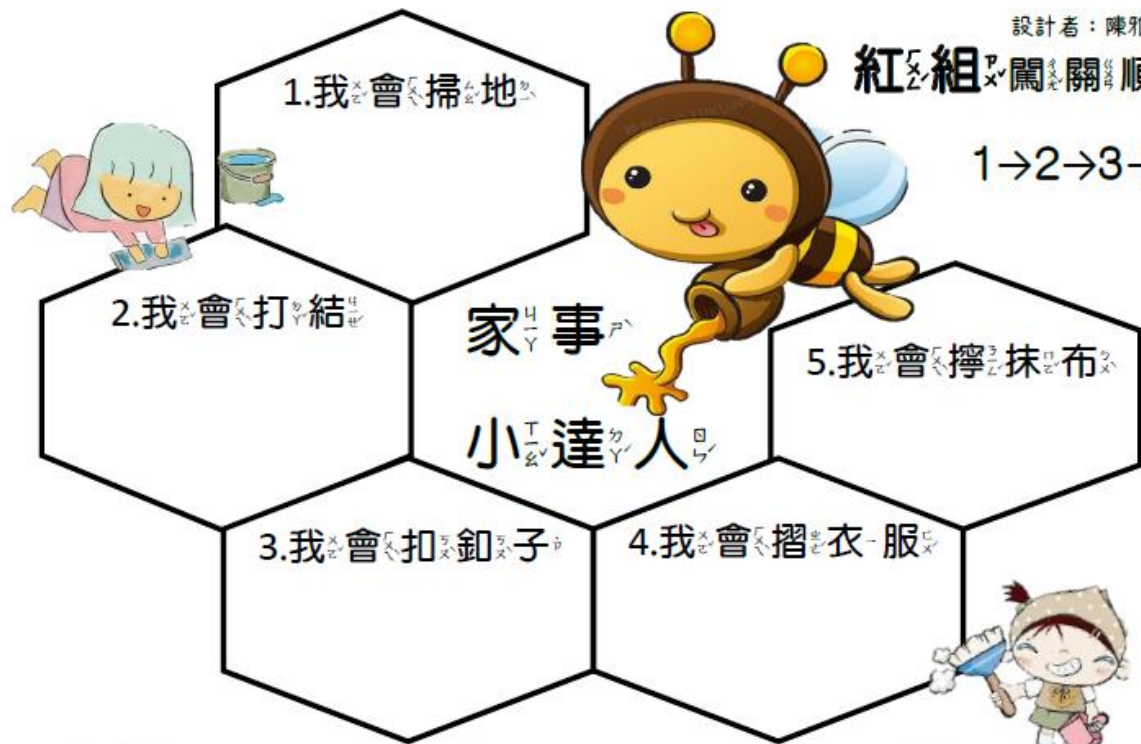 設計者：陳雅
紅組闖關順
1→2→3
1.我會掃地
2.我會打結
家事
小達人
5.我會擰抹布
3.我會扣釦子
4.我會摺衣服